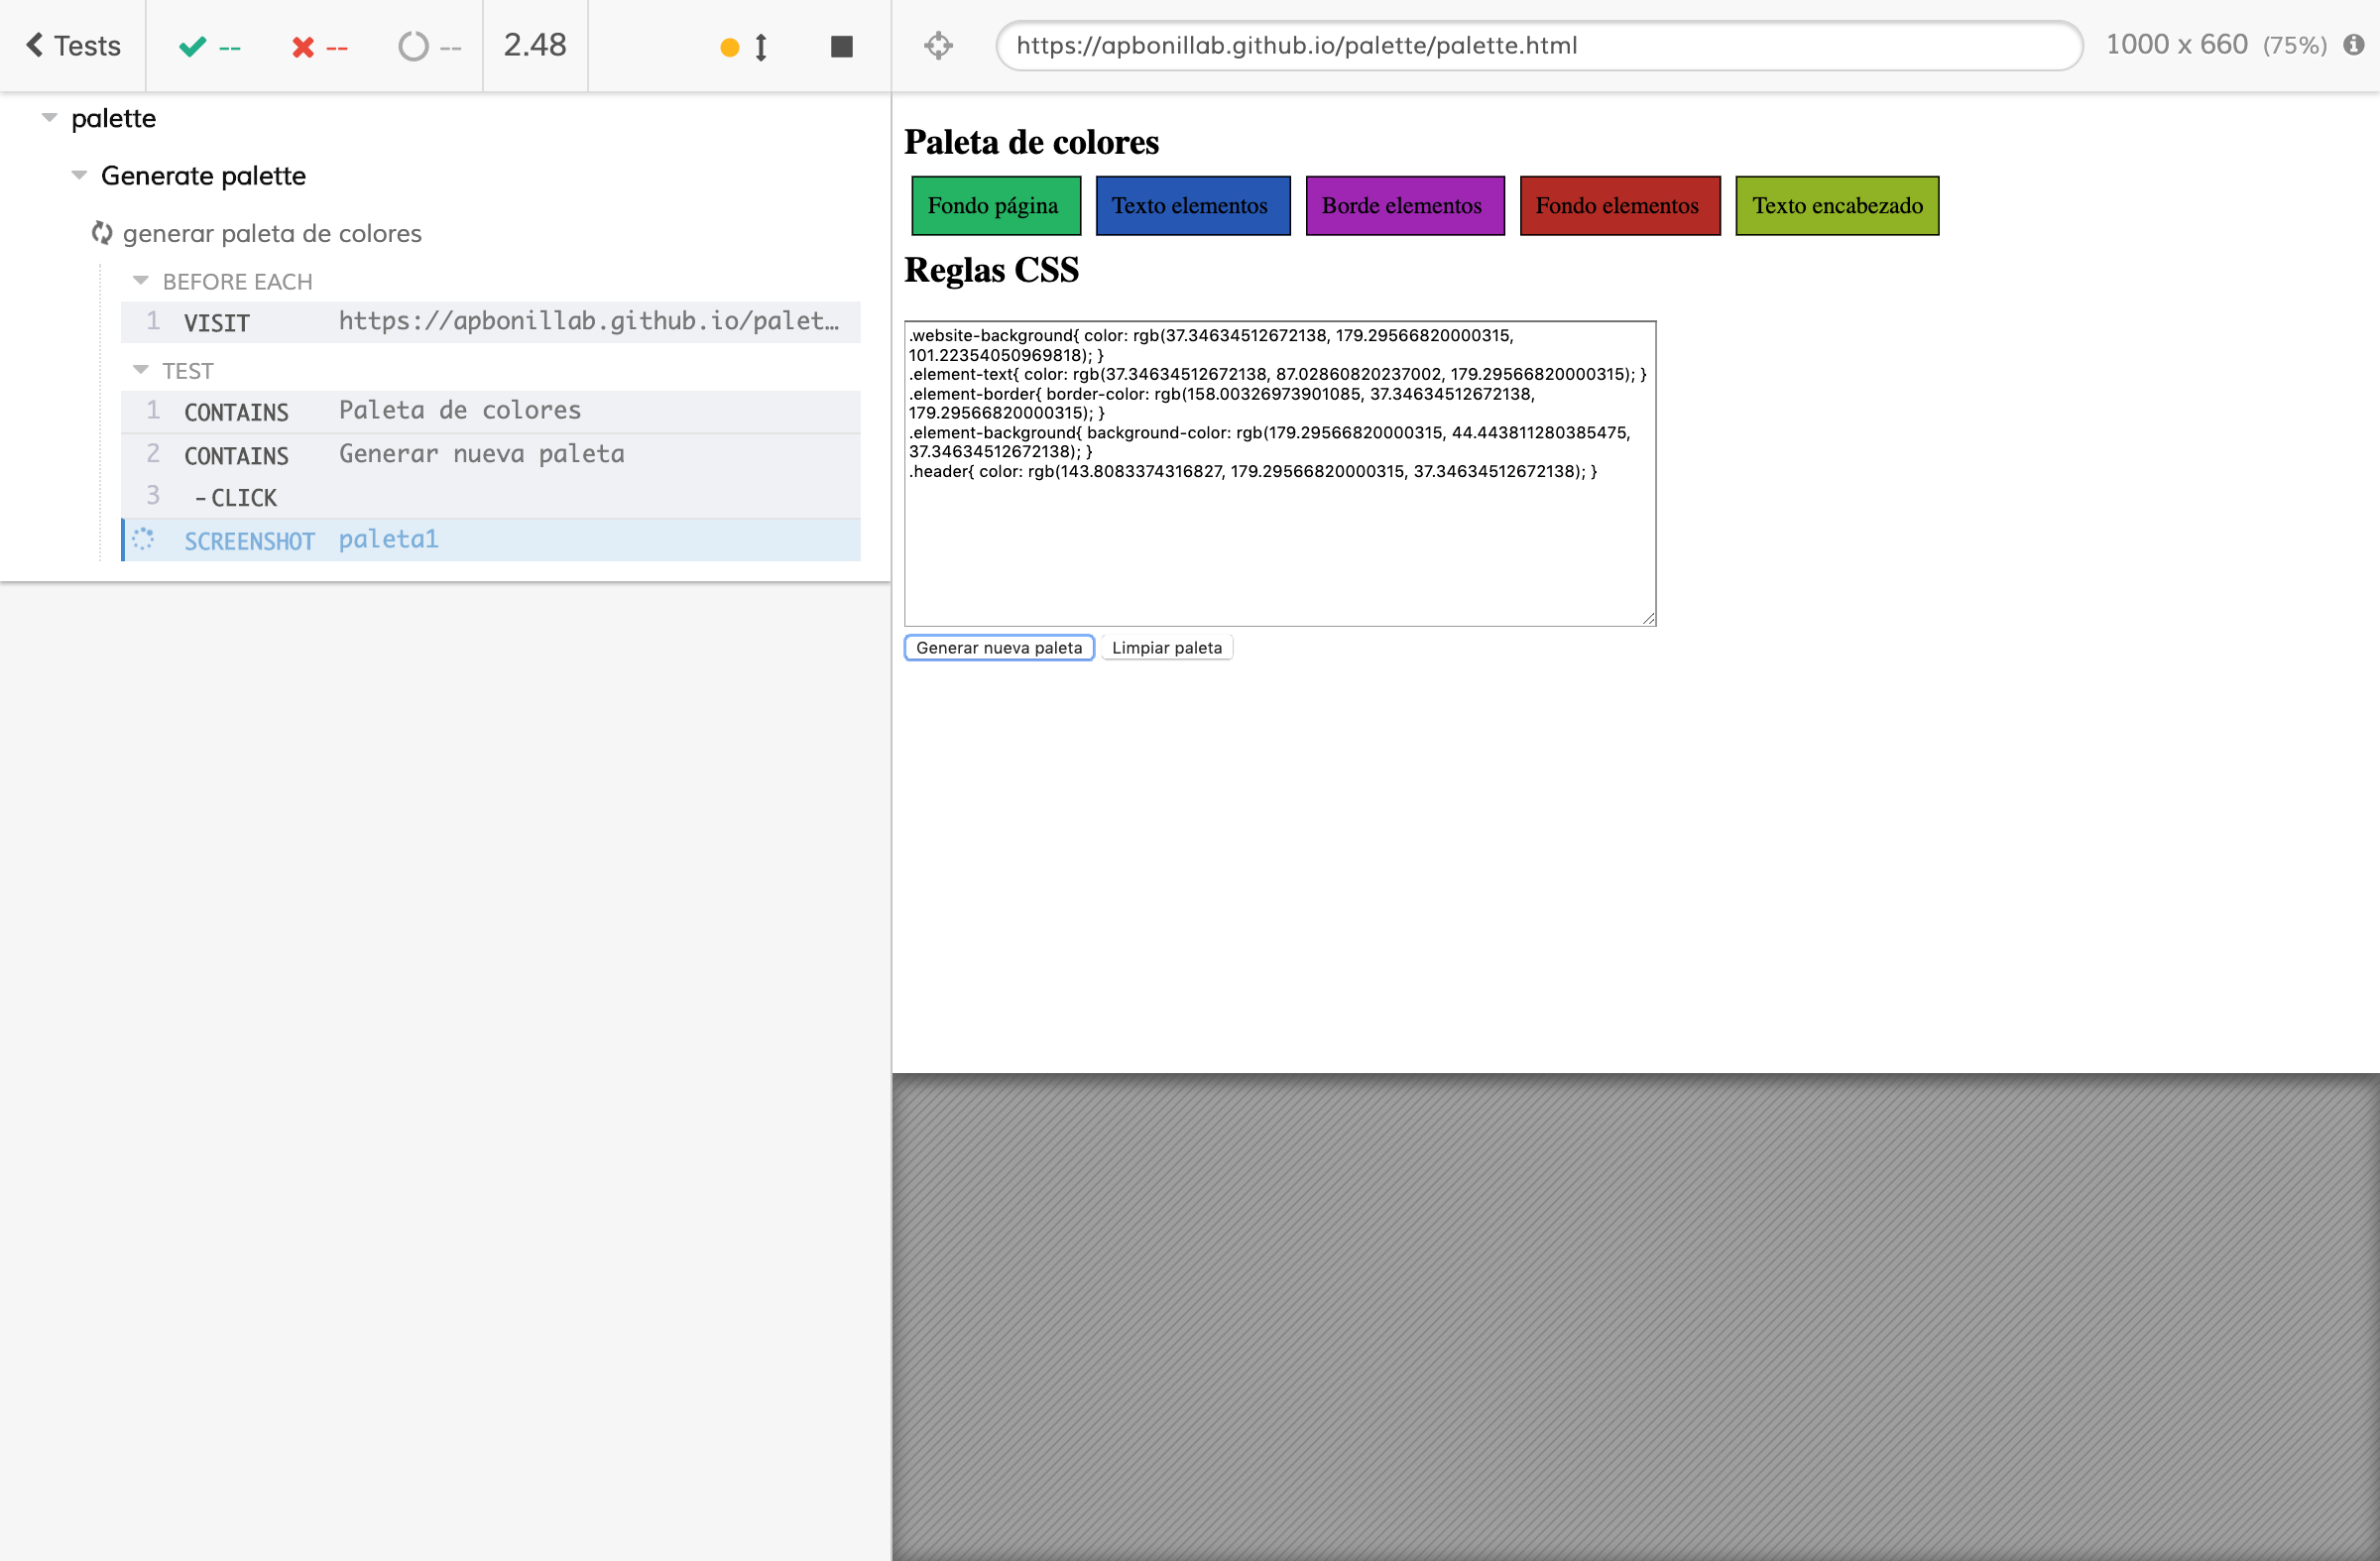 Tests
--
--
--
2.48
https://apbonillab.github.io/palette/palette.html
1000 x 660 (75%)
palette
Generate palette
generar paleta de colores
BEFORE EACH
1 VISIT https://apbonillab.github.io/palet…
TEST
1 CONTAINS Paleta de colores
2 CONTAINS Generar nueva paleta
3 -CLICK
SCREENSHOT paleta1
Paleta de colores
Fondo página
Texto elementos
Borde elementos
Fondo elementos
Texto encabezado
Reglas CSS
.website-background{ color: rgb(37.34634512672138, 179.29566820000315,
101.22354050969818); }
.element-text{ color: rgb(37.34634512672138, 87.02860820237002, 179.29566820000315); }
.element-border{ border-color: rgb(158.00326973901085, 37.34634512672138,
179.29566820000315); }
.element-background{ background-color: rgb(179.29566820000315, 44.443811280385475,
37.34634512672138); }
.header{ color: rgb(143.8083374316827, 179.29566820000315, 37.34634512672138); }
Generar nueva paleta
Limpiar paleta